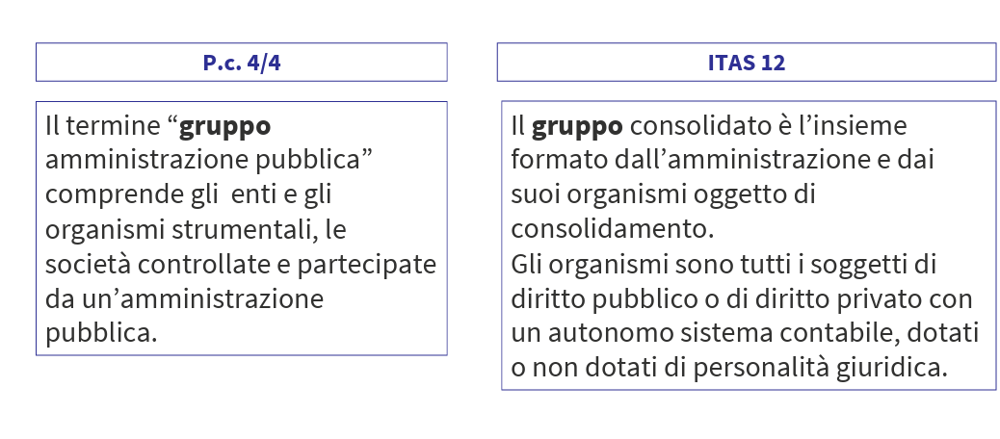 P.c. 4/4
Il termine “gruppo
amministrazione pubblica”
comprende gli  enti e gli
organismi strumentali, le
società controllate e partecipate
da un’amministrazione
pubblica.
ITAS 12
Il gruppo consolidato è l’insieme
formato dall’amministrazione e dai
suoi organismi oggetto di
consolidamento.
Gli organismi sono tutti i soggetti di
diritto pubblico o di diritto privato con
un autonomo sistema contabile, dotati
o non dotati di personalità giuridica.